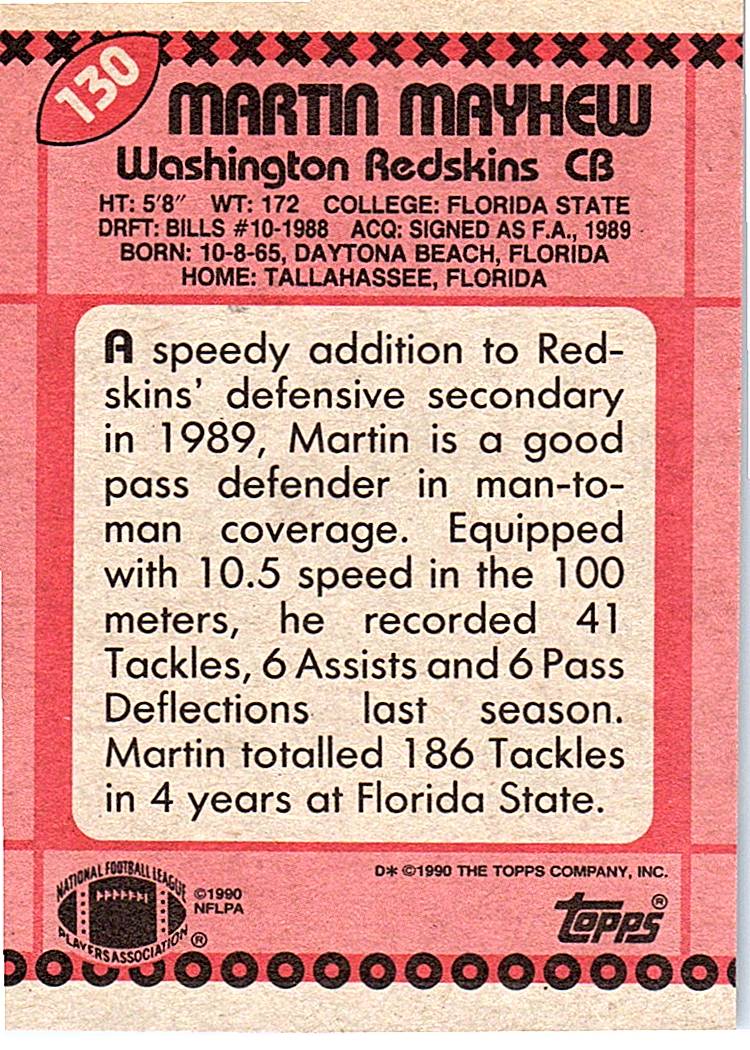 130
MARTIN MAYHEW
Washington Redskins CB
HT: 5'8" WT: 172 COLLEGE: FLORIDA STATE
DRFT: BILLS #10-1988 ACQ: SIGNED AS F.A., 1989
BORN: 10-8-65, DAYTONA BEACH, FLORIDA
HOME: TALLAHASSEE, FLORIDA
A speedy addition to Red-
skins' defensive secondary
in 1989, Martin is a good
pass defender in man-to-
man coverage. Equipped
with 10.5 speed in the 100
meters, he recorded 41
Tackles, 6 Assists and 6 Pass
Deflections last season.
Martin totalled 186 Tackles
in 4 years at Florida State.
D* ©1990 THE TOPPS COMPANY, INC.
NATIONAL FOOTBALL LEAGUE
PLAYERS ASSOCIATION ®
©1990
NFLPA
topps®